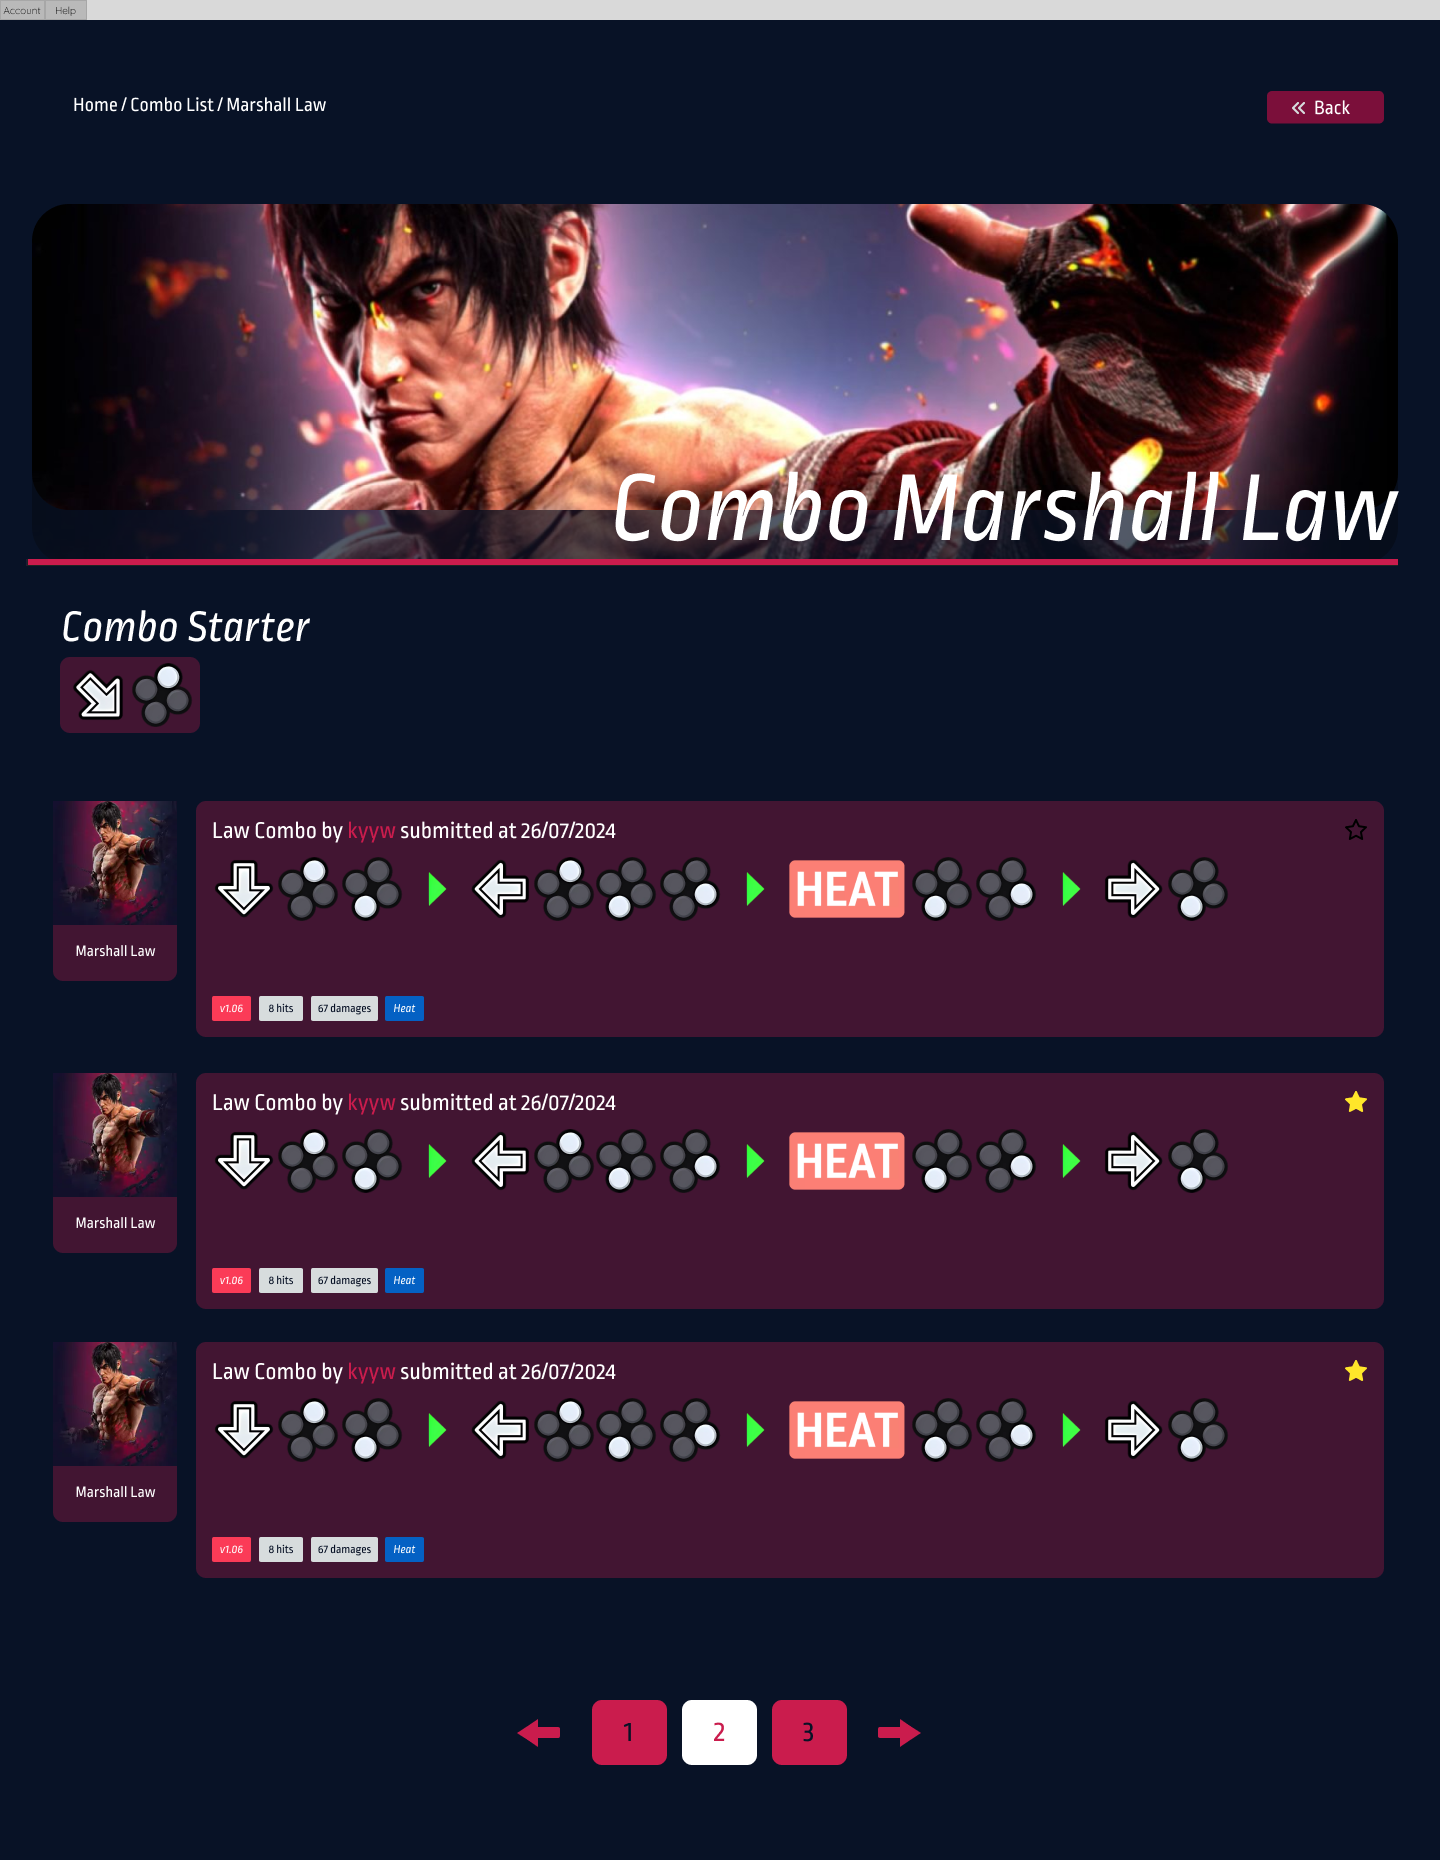 Account Help
Home / Combo List / Marshall Law
Back
Combo Marshall Law
Combo Starter
Law Combo by kyyw submitted at 26/07/2024
HEAT
Marshall Law
v1.06 8 hits 67 damages Heat
Law Combo by kyyw submitted at 26/07/2024
HEAT
Marshall Law
v1.06 8 hits 67 damages Heat
Law Combo by kyyw submitted at 26/07/2024
HEAT
Marshall Law
v1.06 8 hits 67 damages Heat
1 2 3